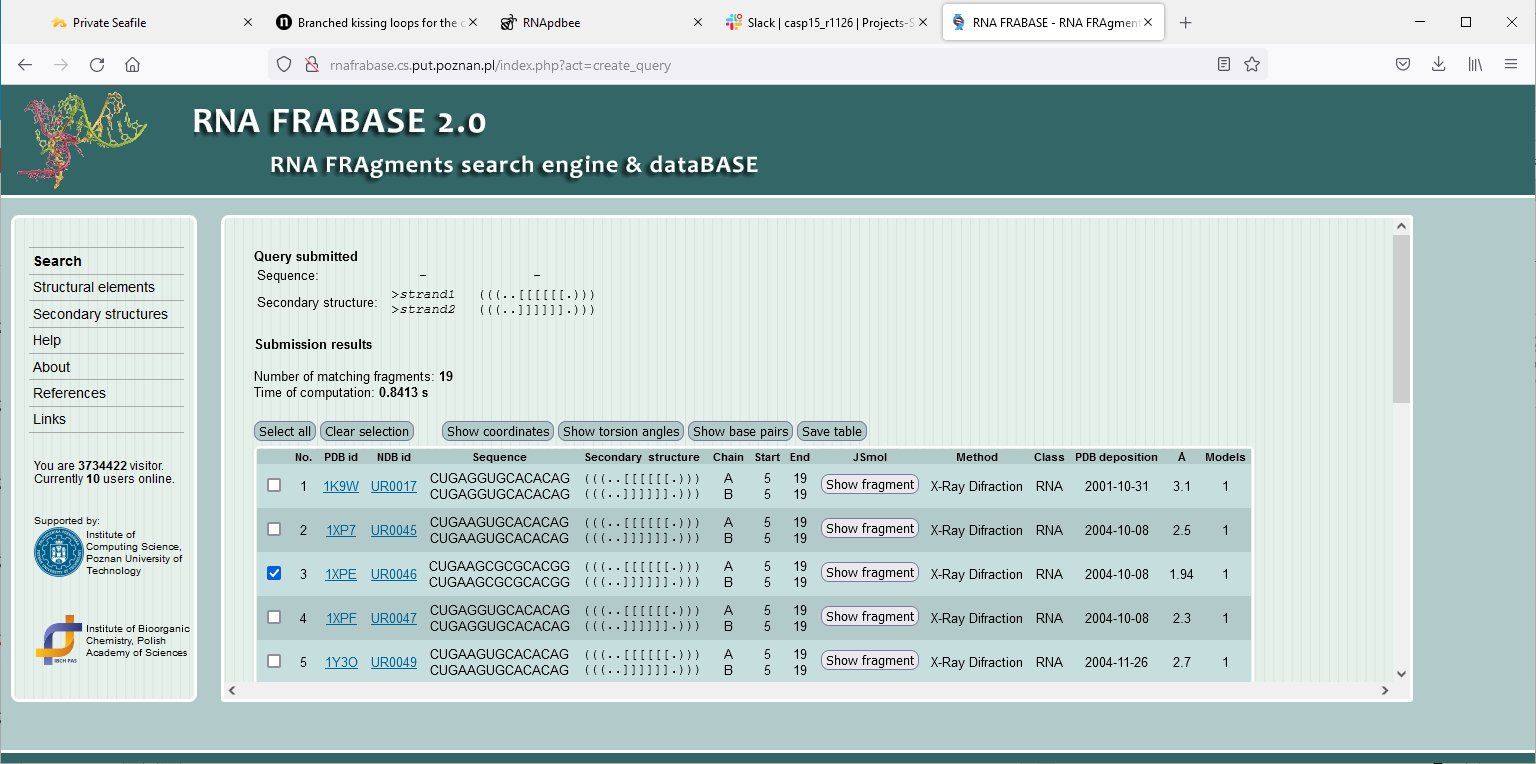 Private Seafile
Branched kissing loops for the c
RNApdbee
Slack | casp15_r1126 | Projects-S
RNA FRABASE - RNA FRAgment
rnafrabase.cs.put.poznan.pl/index.php?act=create_query
RNA FRABASE 2.0
RNA FRAgments search engine & dataBASE
Search
Structural elements
Secondary structures
Help
About
References
Links
You are 3734422 visitor.
Currently 10 users online.
Supported by:
Institute of
Computing Science,
Poznan University of
Technology
IBCH PAS
Institute of Bioorganic
Chemistry, Polish
Academy of Sciences
Query submitted
Sequence: – –
Secondary structure: >strand1 (((..[[[[[[.)))
>strand2 (((..]]]]]].)))
Submission results
Number of matching fragments: 19
Time of computation: 0.8413 s
Select all Clear selection Show coordinates Show torsion angles Show base pairs Save table
No. PDB id NDB id Sequence Secondary structure Chain Start End JSmol Method Class PDB deposition Å Models
1 1K9W UR0017 CUGAGGUGCACACAG (((..[[[[[[.))) A 5 19 Show fragment X-Ray Difraction RNA 2001-10-31 3.1 1
CUGAGGUGCACACAG (((..]]]]]].))) B 5 19
2 1XP7 UR0045 CUGAAGUGCACACAG (((..[[[[[[.))) A 5 19 Show fragment X-Ray Difraction RNA 2004-10-08 2.5 1
CUGAAGUGCACACAG (((..]]]]]].))) B 5 19
3 1XPE UR0046 CUGAAGCGCGCACGG (((..[[[[[[.))) A 5 19 Show fragment X-Ray Difraction RNA 2004-10-08 1.94 1
CUGAAGCGCGCACGG (((..]]]]]].))) B 5 19
4 1XPF UR0047 CUGAGGUGCACACAG (((..[[[[[[.))) A 5 19 Show fragment X-Ray Difraction RNA 2004-10-08 2.3 1
CUGAGGUGCACACAG (((..]]]]]].))) B 5 19
5 1Y3O UR0049 CUGAGGUGCACACAG (((..[[[[[[.))) A 5 19 Show fragment X-Ray Difraction RNA 2004-11-26 2.7 1
CUGAGGUGCACACAG (((..]]]]]].))) B 5 19